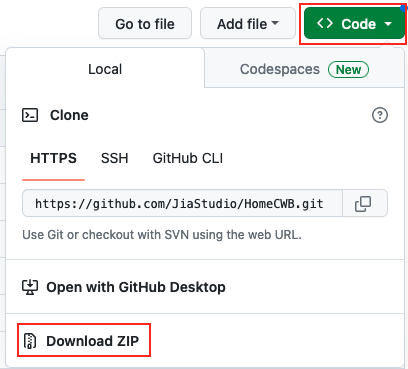 Go to file
Add file
<> Code
Local
Codespaces New
Clone
HTTPS SSH GitHub CLI
https://github.com/JiaStudio/HomeCWB.git
Use Git or checkout with SVN using the web URL.
Open with GitHub Desktop
Download ZIP